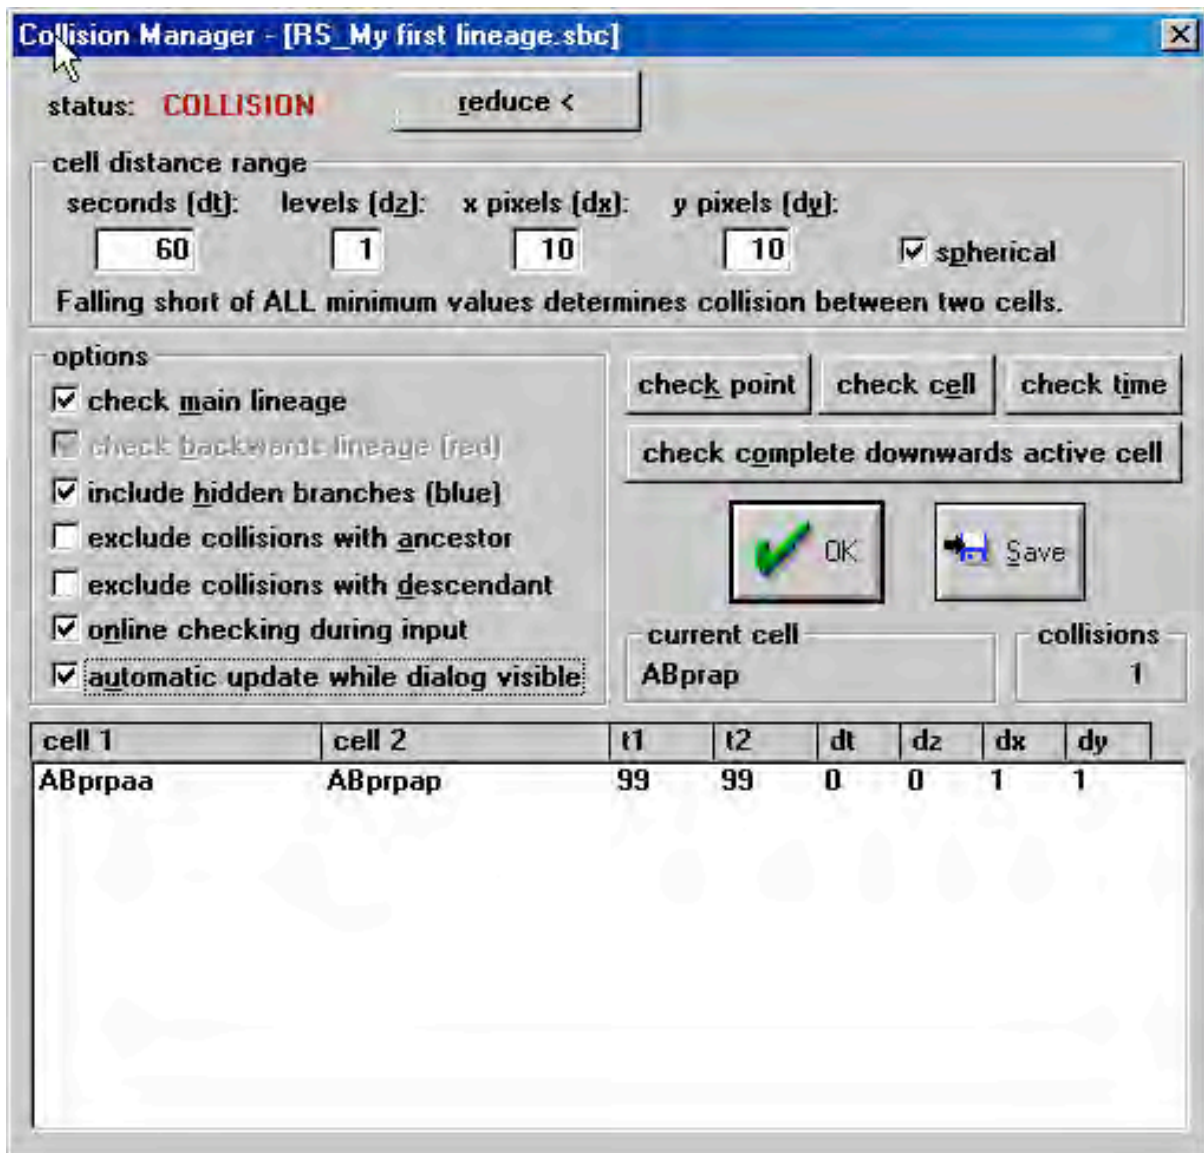 Collision Manager - [RS_My first lineage.sbc]
status: COLLISION reduce <
cell distance range
seconds (dt): levels (dz): x pixels (dx): y pixels (dy):
60 1 10 10 spherical
Falling short of ALL minimum values determines collision between two cells.
options
check main lineage
check backwards lineage (red)
include hidden branches (blue)
exclude collisions with ancestor
exclude collisions with descendant
online checking during input
automatic update while dialog visible
check point check cell check time
check complete downwards active cell
OK Save
current cell collisions
ABprap 1
cell 1 cell 2 t1 t2 dt dz dx dy
ABprpaa ABprpap 99 99 0 0 1 1